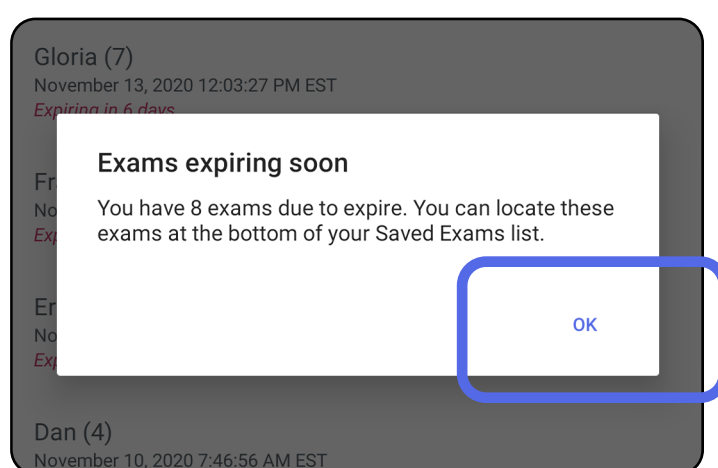 Gloria (7)
November 13, 2020 12:03:27 PM EST
Expiring in 6 days
Exams expiring soon
You have 8 exams due to expire. You can locate these
exams at the bottom of your Saved Exams list.
OK
Dan (4)
November 10, 2020 7:46:56 AM EST